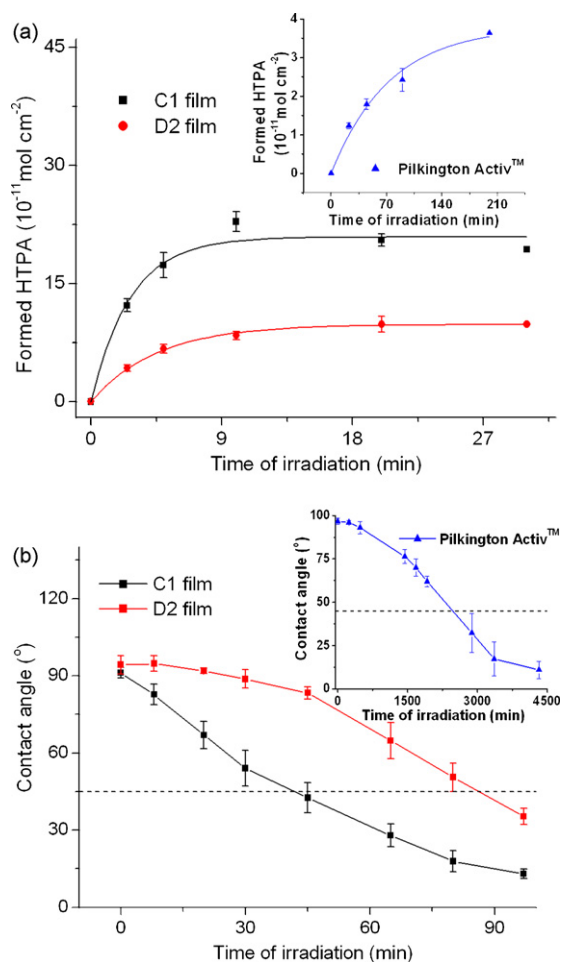 (a)
C1 film
D2 film
Formed HTPA (10⁻¹¹mol cm⁻²)
45
30
15
0
0 9 18 27
Time of irradiation (min)
Formed HTPA
(10⁻¹¹mol cm⁻²)
4
3
2
1
0
Pilkington Activ™
0 70 140 210
Time of irradiation (min)
(b)
C1 film
D2 film
Contact angle (°)
120
90
60
30
0
0 30 60 90
Time of irradiation (min)
Contact angle (°)
100
75
50
25
0
Pilkington Activ™
0 1500 3000 4500
Time of irradiation (min)